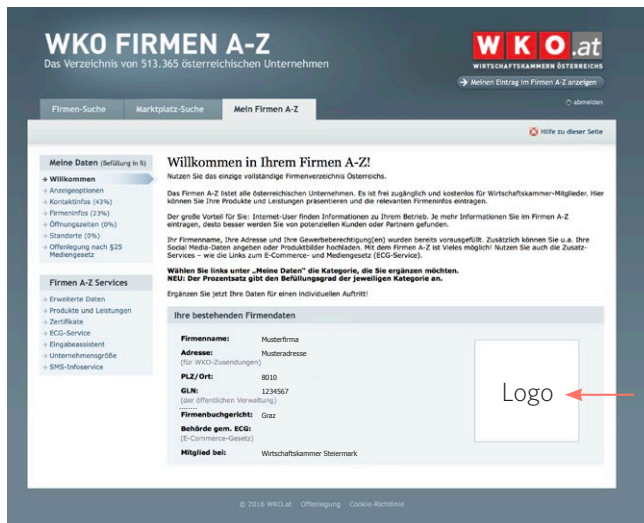 WKO FIRMEN A-Z
Das Verzeichnis von 513.365 österreichischen Unternehmen
WKO.at
WIRTSCHAFTSKAMMERN ÖSTERREICHS
Meinen Eintrag im Firmen A-Z anzeigen
abmelden
Firmen-Suche Marktplatz-Suche Mein Firmen A-Z
Hilfe zu dieser Seite
Meine Daten (Befüllung in %)
Willkommen
Anzeigeoptionen
Kontaktinfos (43%)
Firmeninfos (23%)
Öffnungszeiten (0%)
Standorte (0%)
Offenlegung nach §25
Mediengesetz
Firmen A-Z Services
Erweiterte Daten
Produkte und Leistungen
Zertifikate
ECG-Service
Eingabeassistent
Unternehmensgröße
SMS-Infoservice
Willkommen in Ihrem Firmen A-Z!
Nutzen Sie das einzige vollständige Firmenverzeichnis Österreichs.
Das Firmen A-Z listet alle österreichischen Unternehmen. Es ist frei zugänglich und kostenlos für Wirtschaftskammer-Mitglieder. Hier
können Sie Ihre Produkte und Leistungen präsentieren und die relevanten Firmeninfos eintragen.
Der große Vorteil für Sie: Internet-User finden Informationen zu Ihrem Betrieb. Je mehr Informationen Sie im Firmen A-Z
eintragen, desto besser werden Sie von potenziellen Kunden oder Partnern gefunden.
Ihr Firmenname, Ihre Adresse und Ihre Gewerbeberechtigung(en) wurden bereits vorausgefüllt. Zusätzlich können Sie u.a. Ihre
Social Media-Daten angeben oder Produktbilder hochladen. Mit dem Firmen A-Z ist Vieles möglich! Nutzen Sie auch die Zusatz-
Services – wie die Links zum E-Commerce- und Mediengesetz (ECG-Service).
Wählen Sie links unter „Meine Daten" die Kategorie, die Sie ergänzen möchten.
NEU: Der Prozentsatz gibt den Befüllungsgrad der jeweiligen Kategorie an.
Ergänzen Sie jetzt Ihre Daten für einen individuellen Auftritt!
Ihre bestehenden Firmendaten
Firmenname: Musterfirma
Adresse: Musteradresse
(für WKO-Zusendungen)
PLZ/Ort: 8010
GLN: 1234567
(der öffentlichen Verwaltung)
Firmenbuchgericht: Graz
Behörde gem. ECG:
(E-Commerce-Gesetz)
Mitglied bei: Wirtschaftskammer Steiermark
Logo
© 2016 WKO.at Offenlegung Cookie-Richtlinie